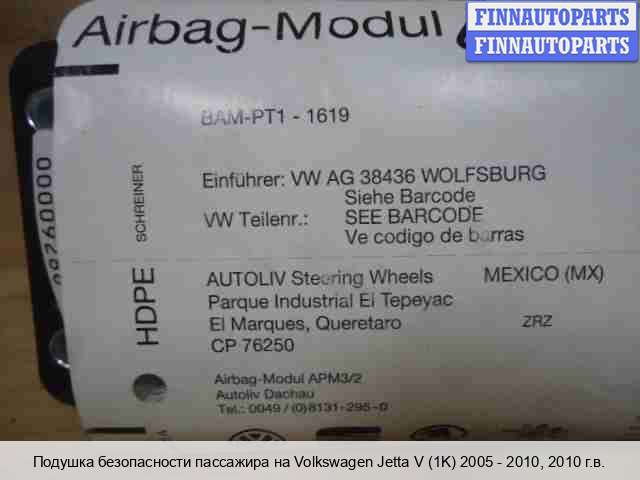 Airbag-Modul
FINNAUTOPARTS
FINNAUTOPARTS
BAM-PT1 - 1619
Einführer: VW AG 38436 WOLFSBURG
Siehe Barcode
VW Teilenr.: SEE BARCODE
Ve codigo de barras
SCHREINER
HDPE
AUTOLIV Steering Wheels MEXICO (MX)
Parque Industrial El Tepeyac
El Marques, Queretaro ZRZ
CP 76250
Airbag-Modul APM3/2
Autoliv Dachau
Tel.: 0049 / (0)8131-295-0
Подушка безопасности пассажира на Volkswagen Jetta V (1K) 2005 - 2010, 2010 г.в.